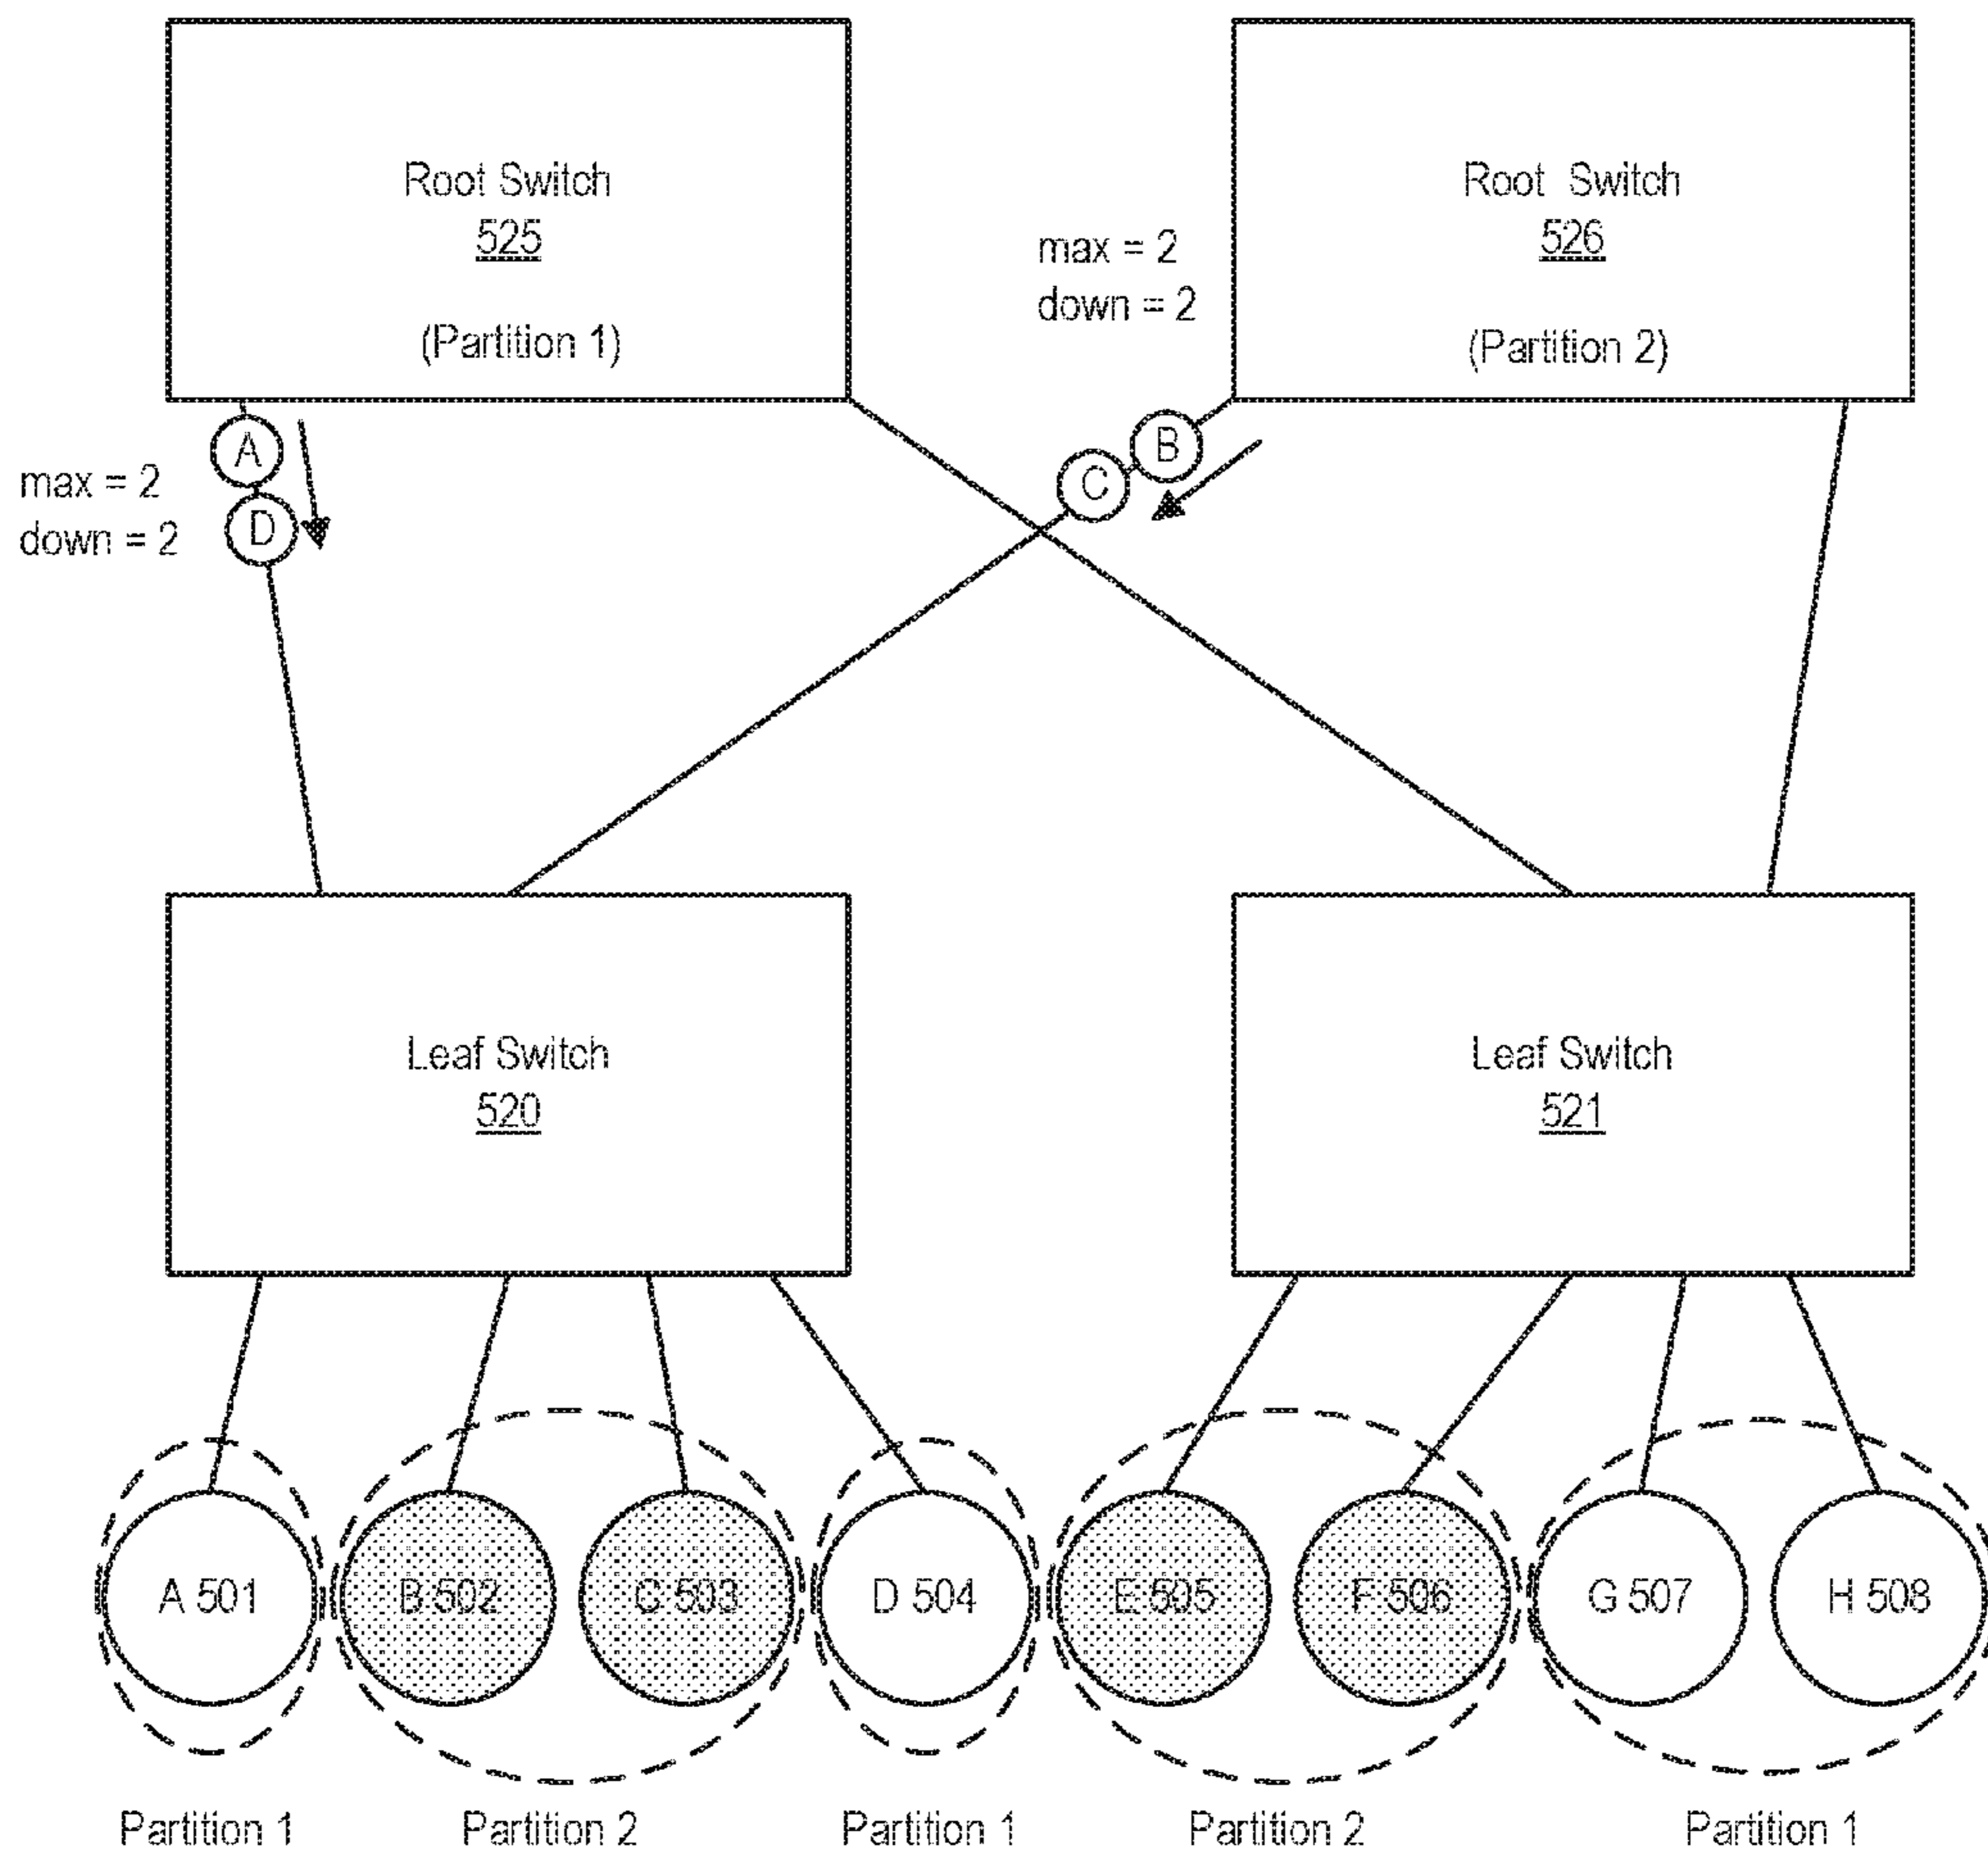 Root Switch
525
(Partition 1)
Root Switch
526
(Partition 2)
max = 2
down = 2
A
D
max = 2
down = 2
B
C
Leaf Switch
520
Leaf Switch
521
A 501
B 502
C 503
D 504
E 505
F 506
G 507
H 508
Partition 1
Partition 2
Partition 1
Partition 2
Partition 1